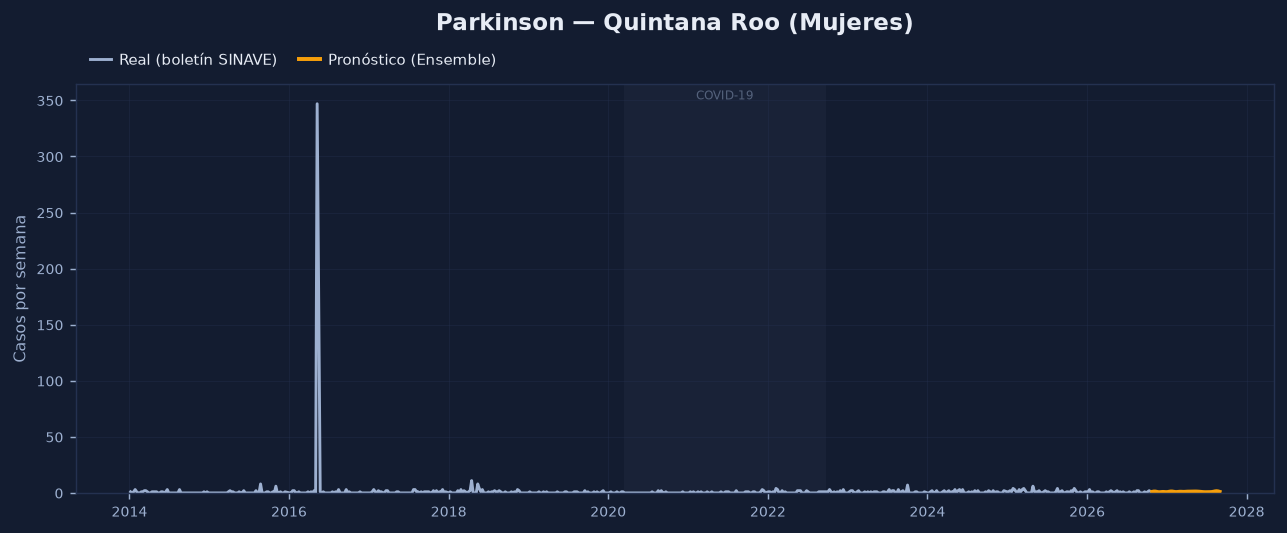 Parkinson — Quintana Roo (Mujeres)
Real (boletín SINAVE) Pronóstico (Ensemble)
COVID-19
Casos por semana
350
300
250
200
150
100
50
0
2014 2016 2018 2020 2022 2024 2026 2028